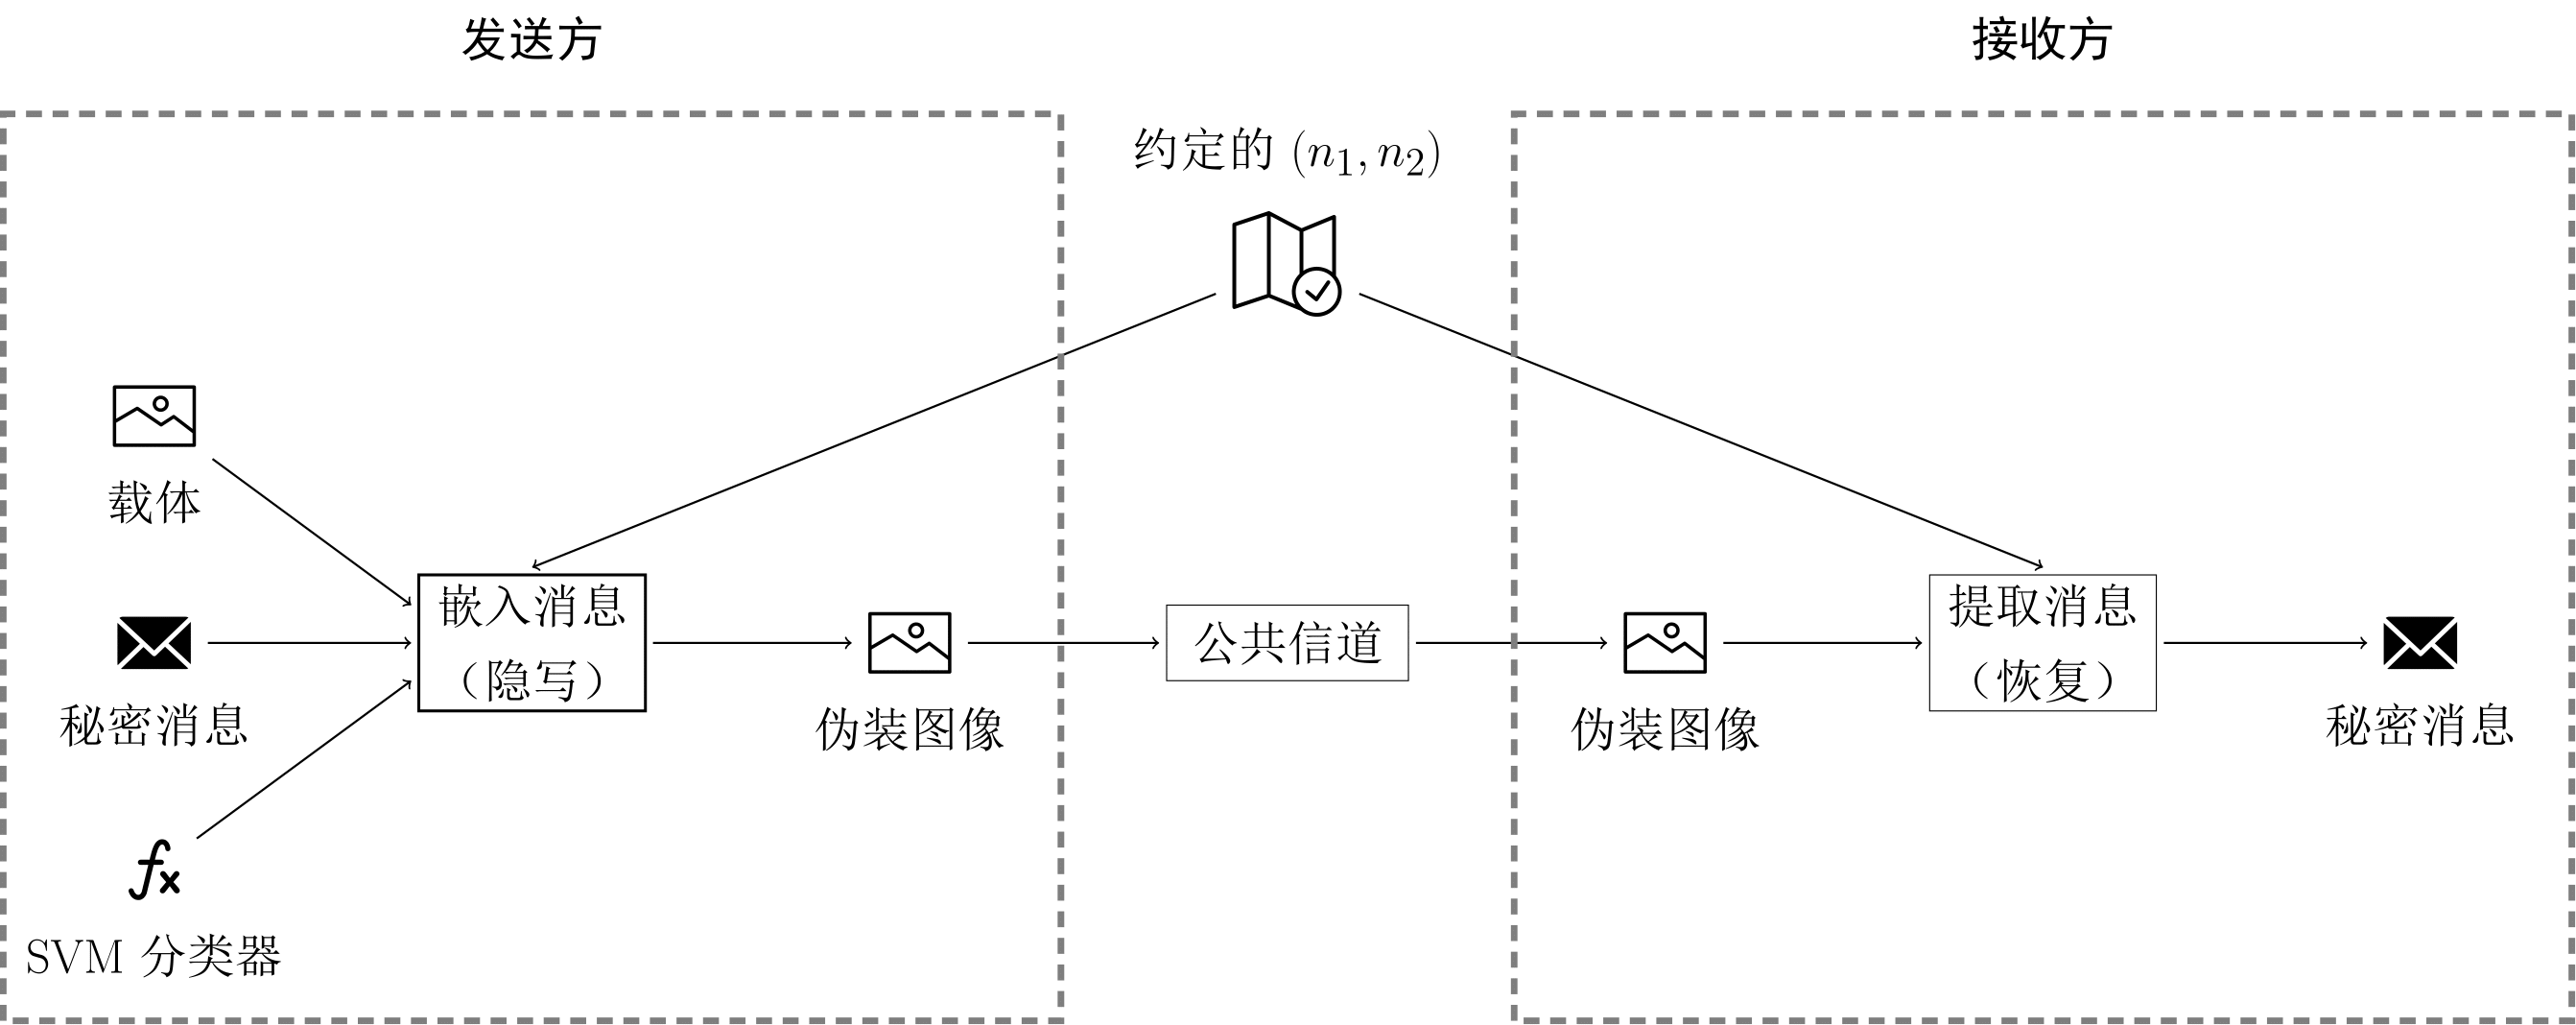 发送方
接收方
约定的 (n₁, n₂)
载体
嵌入消息
（隐写）
秘密消息
SVM 分类器
伪装图像
公共信道
伪装图像
提取消息
（恢复）
秘密消息